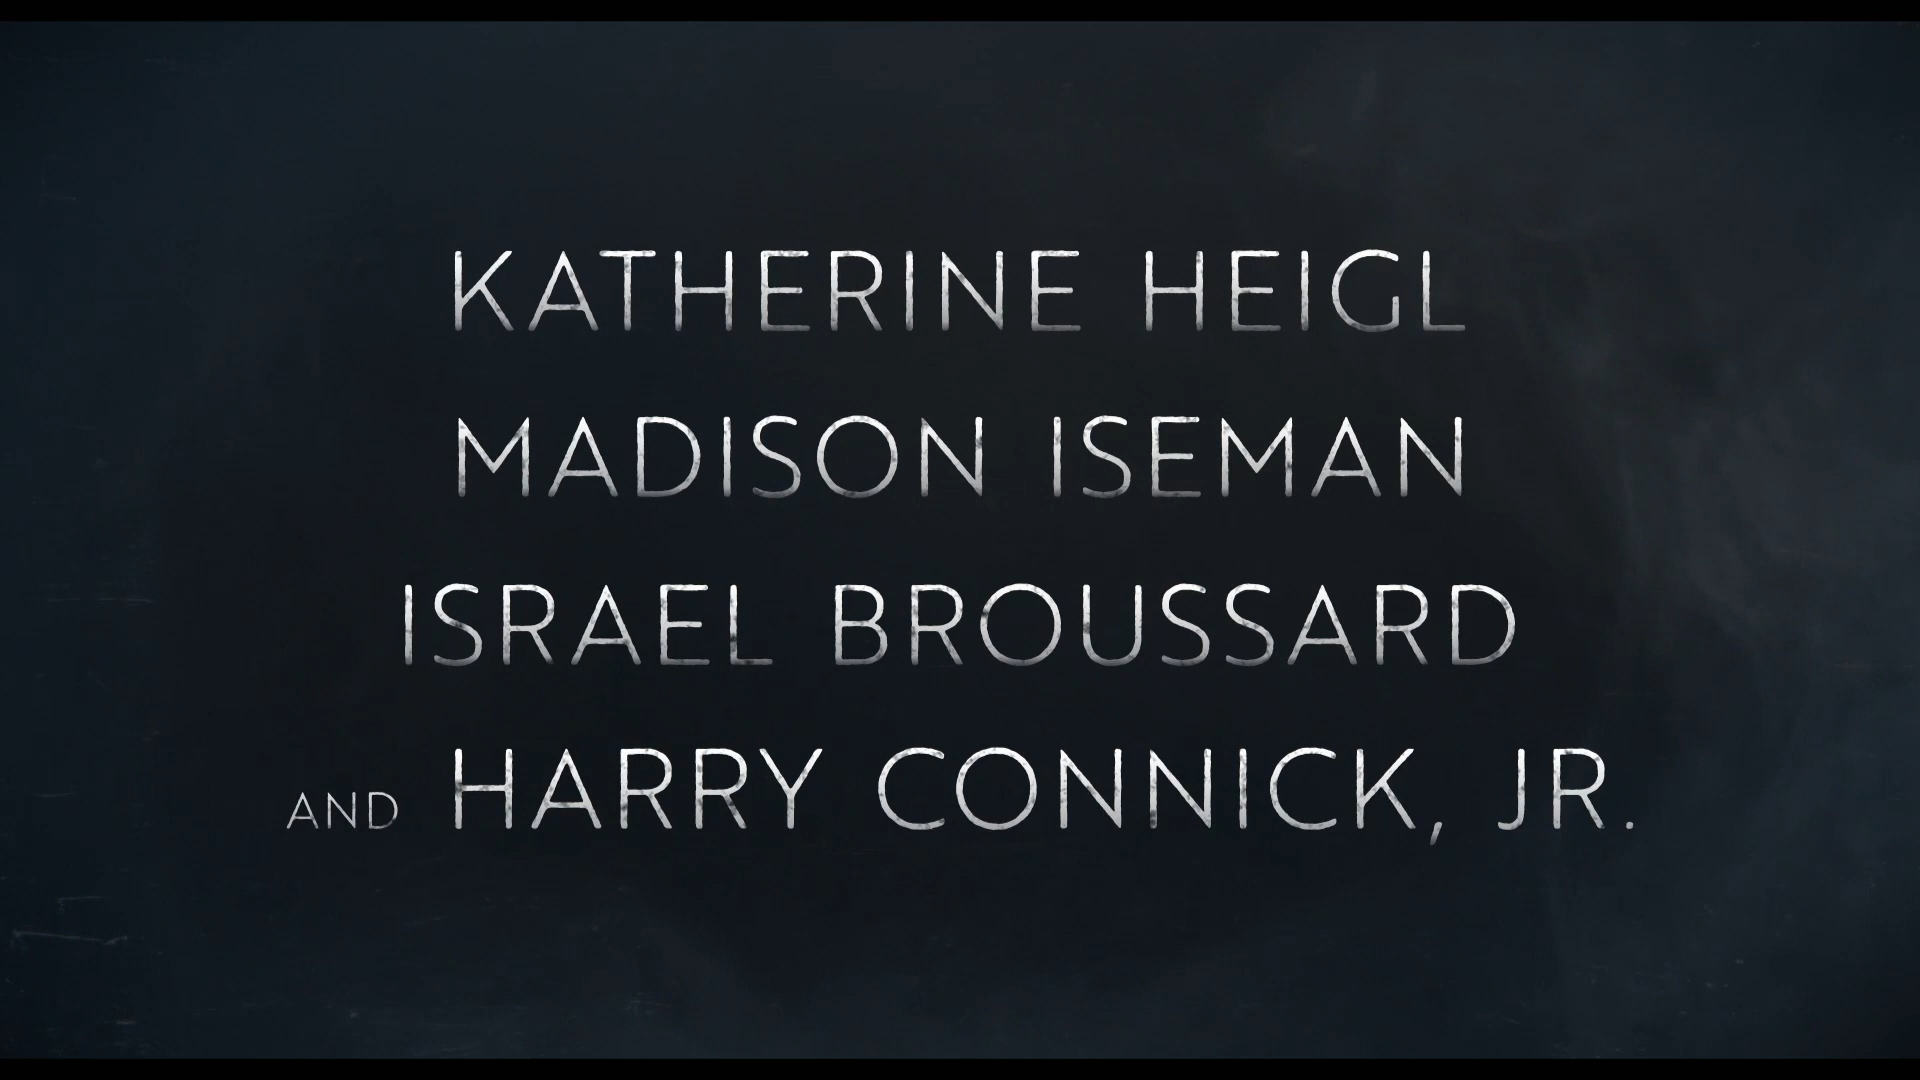 KATHERINE HEIGL
MADISON ISEMAN
ISRAEL BROUSSARD
AND HARRY CONNICK, JR.